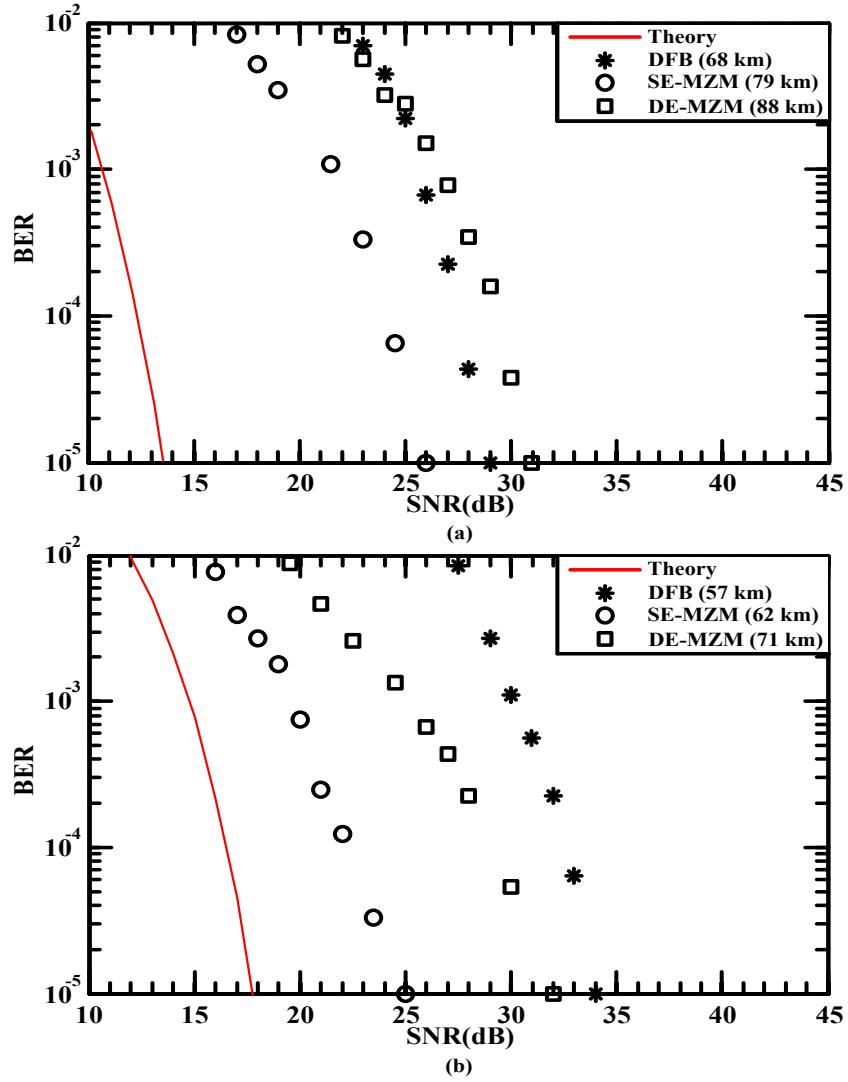 10-2
Theory
DFB (68 km)
SE-MZM (79 km)
DE-MZM (88 km)
10-3
BER
10-4
10-5
10 15 20 25 30 35 40 45
SNR(dB)
(a)
10-2
Theory
DFB (57 km)
SE-MZM (62 km)
DE-MZM (71 km)
10-3
BER
10-4
10-5
10 15 20 25 30 35 40 45
SNR(dB)
(b)